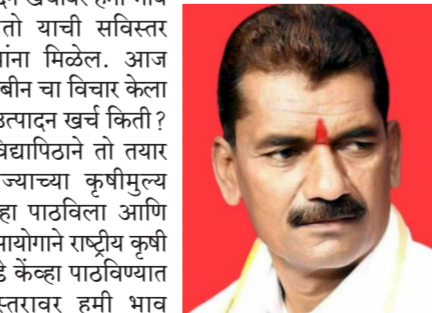 तो याची सविस्तर
ांना मिळेल. आज
बीन चा विचार केला
उत्पादन खर्च किती?
विद्यापिठाने तो तयार
ज्याच्या कृषीमुल्य
हा पाठविला आणि
आयोगाने राष्ट्रीय कृषी
डे केंव्हा पाठविण्यात
स्तरावर हमी भाव